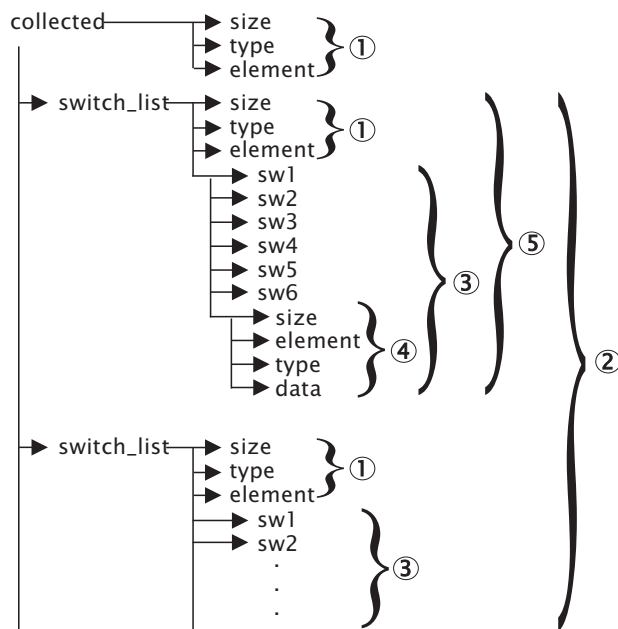 collected size
type ①
element
switch_list size
type ①
element
sw1
sw2
sw3
sw4 ⑤
sw5 ③
sw6
size
element ④
type ②
data
switch_list size
type ①
element
sw1
sw2
③